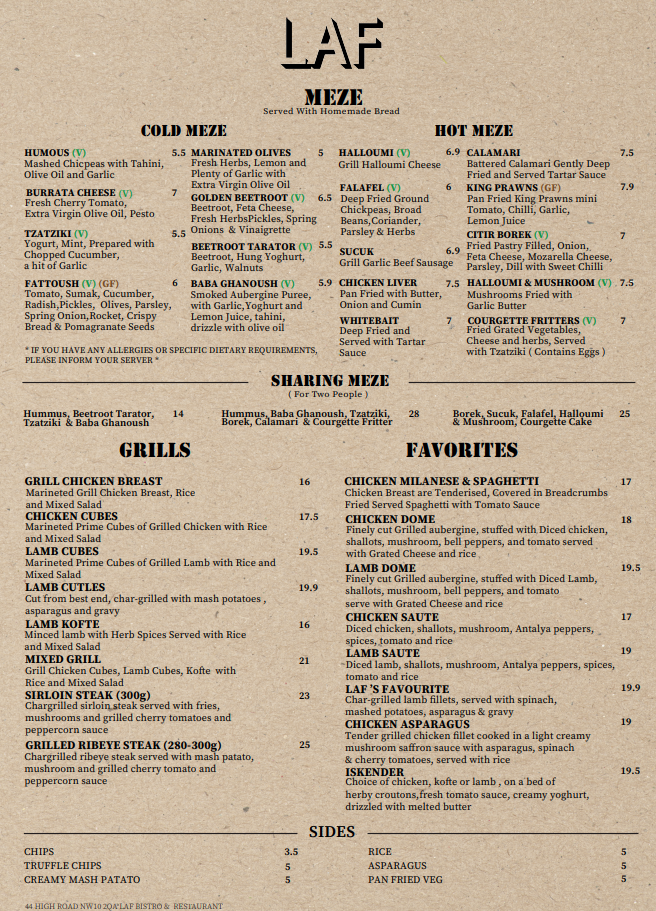 LAF
MEZE
Served With Homemade Bread
COLD MEZE
HUMOUS (V) 5.5
Mashed Chicpeas with Tahini,
Olive Oil and Garlic
BURRATA CHEESE (V) 7
Fresh Cherry Tomato,
Extra Virgin Olive Oil, Pesto
TZATZIKI (V) 5.5
Yogurt, Mint, Prepared with
Chopped Cucumber,
a hit of Garlic
FATTOUSH (V) (GF) 6
Tomato, Sumak, Cucumber,
Radish,Pickles, Olives, Parsley,
Spring Onion,Rocket, Crispy
Bread & Pomagranate Seeds
MARINATED OLIVES 5
Fresh Herbs, Lemon and
Plenty of Garlic with
Extra Virgin Olive Oil
GOLDEN BEETROOT (V) 6.5
Beetroot, Feta Cheese,
Fresh HerbsPickles, Spring
Onions & Vinaigrette
BEETROOT TARATOR (V) 5.5
Beetroot, Hung Yoghurt,
Garlic, Walnuts
BABA GHANOUSH (V) 5.9
Smoked Aubergine Puree,
with Garlic,Yoghurt and
Lemon Juice, tahini,
drizzle with olive oil
* IF YOU HAVE ANY ALLERGIES OR SPECIFIC DIETARY REQUIREMENTS,
PLEASE INFORM YOUR SERVER *
HOT MEZE
HALLOUMI (V) 6.9
Grill Halloumi Cheese
FALAFEL (V) 6
Deep Fried Ground
Chickpeas, Broad
Beans,Coriander,
Parsley & Herbs
SUCUK 6.9
Grill Garlic Beef Sausage
CHICKEN LIVER 7.5
Pan Fried with Butter,
Onion and Cumin
WHITEBAIT 7
Deep Fried and
Served with Tartar
Sauce
CALAMARI 7.5
Battered Calamari Gently Deep
Fried and Served Tartar Sauce
KING PRAWNS (GF) 7.9
Pan Fried King Prawns mini
Tomato, Chilli, Garlic,
Lemon Juice
CITIR BOREK (V) 7
Fried Pastry Filled, Onion,
Feta Cheese, Mozarella Cheese,
Parsley, Dill with Sweet Chilli
HALLOUMI & MUSHROOM (V) 7.5
Mushrooms Fried with
Garlic Butter
COURGETTE FRITTERS (V) 7
Fried Grated Vegetables,
Cheese and herbs, Served
with Tzatziki ( Contains Eggs )
SHARING MEZE
( For Two People )
Hummus, Beetroot Tarator, 14
Tzatziki & Baba Ghanoush
Hummus, Baba Ghanoush, Tzatziki, 28
Borek, Calamari & Courgette Fritter
Borek, Sucuk, Falafel, Halloumi 25
& Mushroom, Courgette Cake
GRILLS
GRILL CHICKEN BREAST 16
Marineted Grill Chicken Breast, Rice
and Mixed Salad
CHICKEN CUBES 17.5
Marineted Prime Cubes of Grilled Chicken with Rice
and Mixed Salad
LAMB CUBES 19.5
Marineted Prime Cubes of Grilled Lamb with Rice and
Mixed Salad
LAMB CUTLES 19.9
Cut from best end, char-grilled with mash potatoes ,
asparagus and gravy
LAMB KOFTE 16
Minced lamb with Herb Spices Served with Rice
and Mixed Salad
MIXED GRILL 21
Grill Chicken Cubes, Lamb Cubes, Kofte with
Rice and Mixed Salad
SIRLOIN STEAK (300g) 23
Chargrilled sirloin steak served with fries,
mushrooms and grilled cherry tomatoes and
peppercorn sauce
GRILLED RIBEYE STEAK (280-300g) 25
Chargrilled ribeye steak served with mash patato,
mushroom and grilled cherry tomato and
peppercorn sauce
FAVORITES
CHICKEN MILANESE & SPAGHETTI 17
Chicken Breast are Tenderised, Covered in Breadcrumbs
Fried Served Spaghetti with Tomato Sauce
CHICKEN DOME 18
Finely cut Grilled aubergine, stuffed with Diced chicken,
shallots, mushroom, bell peppers, and tomato served
with Grated Cheese and rice
LAMB DOME 19.5
Finely cut Grilled aubergine, stuffed with Diced Lamb,
shallots, mushroom, bell peppers, and tomato
serve with Grated Cheese and rice
CHICKEN SAUTE 17
Diced chicken, shallots, mushroom, Antalya peppers,
spices, tomato and rice
LAMB SAUTE 19
Diced lamb, shallots, mushroom, Antalya peppers, spices,
tomato and rice
LAF 'S FAVOURITE 19.9
Char-grilled lamb fillets, served with spinach,
mashed potatoes, asparagus & gravy
CHICKEN ASPARAGUS 19
Tender grilled chicken fillet cooked in a light creamy
mushroom saffron sauce with asparagus, spinach
& cherry tomatoes, served with rice
ISKENDER 19.5
Choice of chicken, kofte or lamb , on a bed of
herby croutons,fresh tomato sauce, creamy yoghurt,
drizzled with melted butter
SIDES
CHIPS 3.5
TRUFFLE CHIPS 5
CREAMY MASH PATATO 5
RICE 5
ASPARAGUS 5
PAN FRIED VEG 5
44 HIGH ROAD NW10 2QA*LAF BISTRO & RESTAURANT